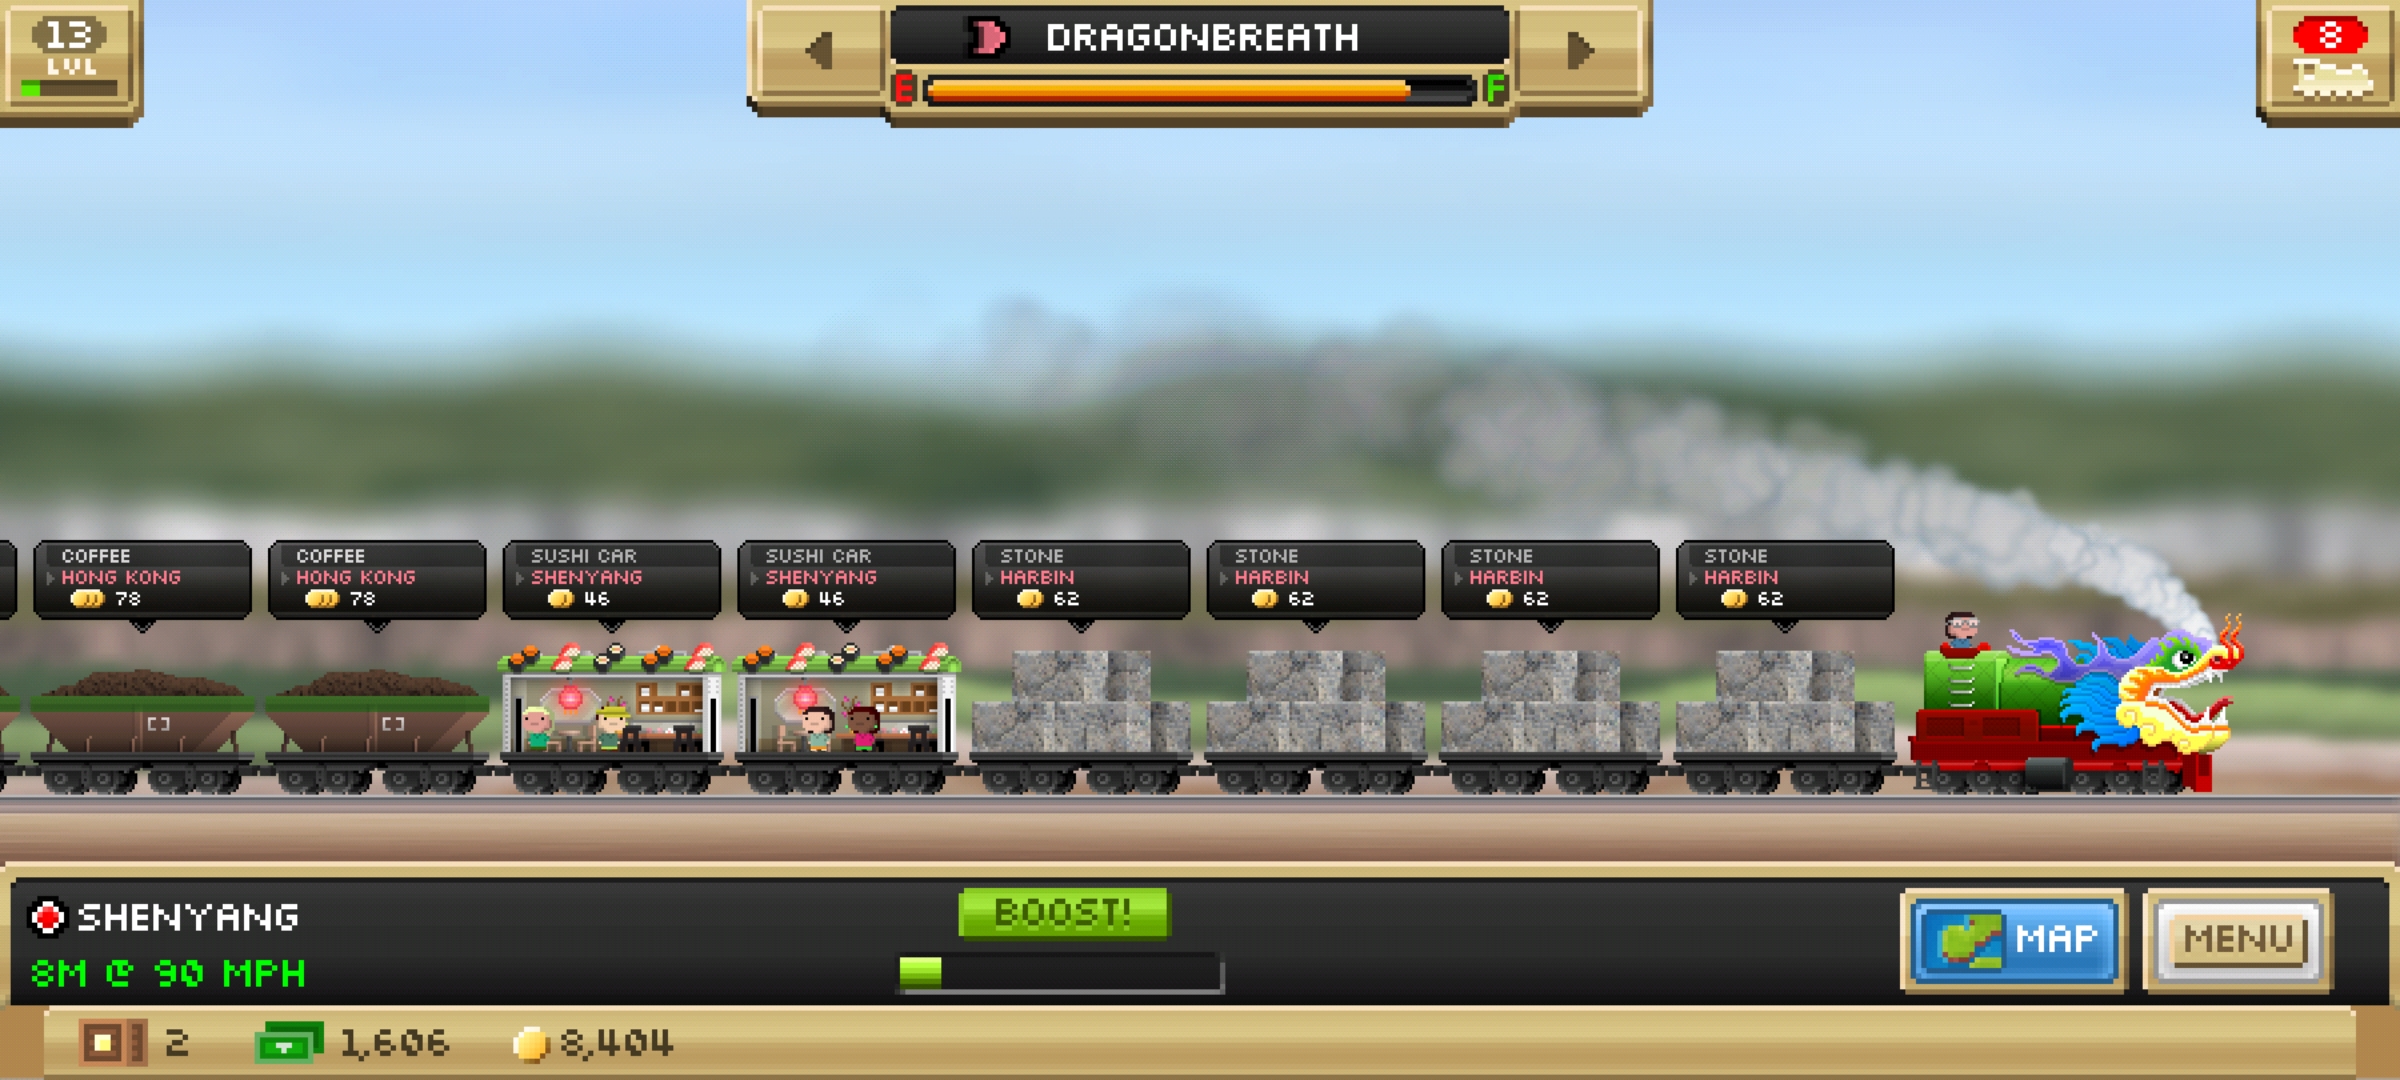 13
LVL
DRAGONBREATH
E
F
8
COFFEE
HONG KONG
78
COFFEE
HONG KONG
78
SUSHI CAR
SHENYANG
46
SUSHI CAR
SHENYANG
46
STONE
HARBIN
62
STONE
HARBIN
62
STONE
HARBIN
62
STONE
HARBIN
62
SHENYANG
8M @ 90 MPH
BOOST!
MAP
MENU
2
1,606
8,404